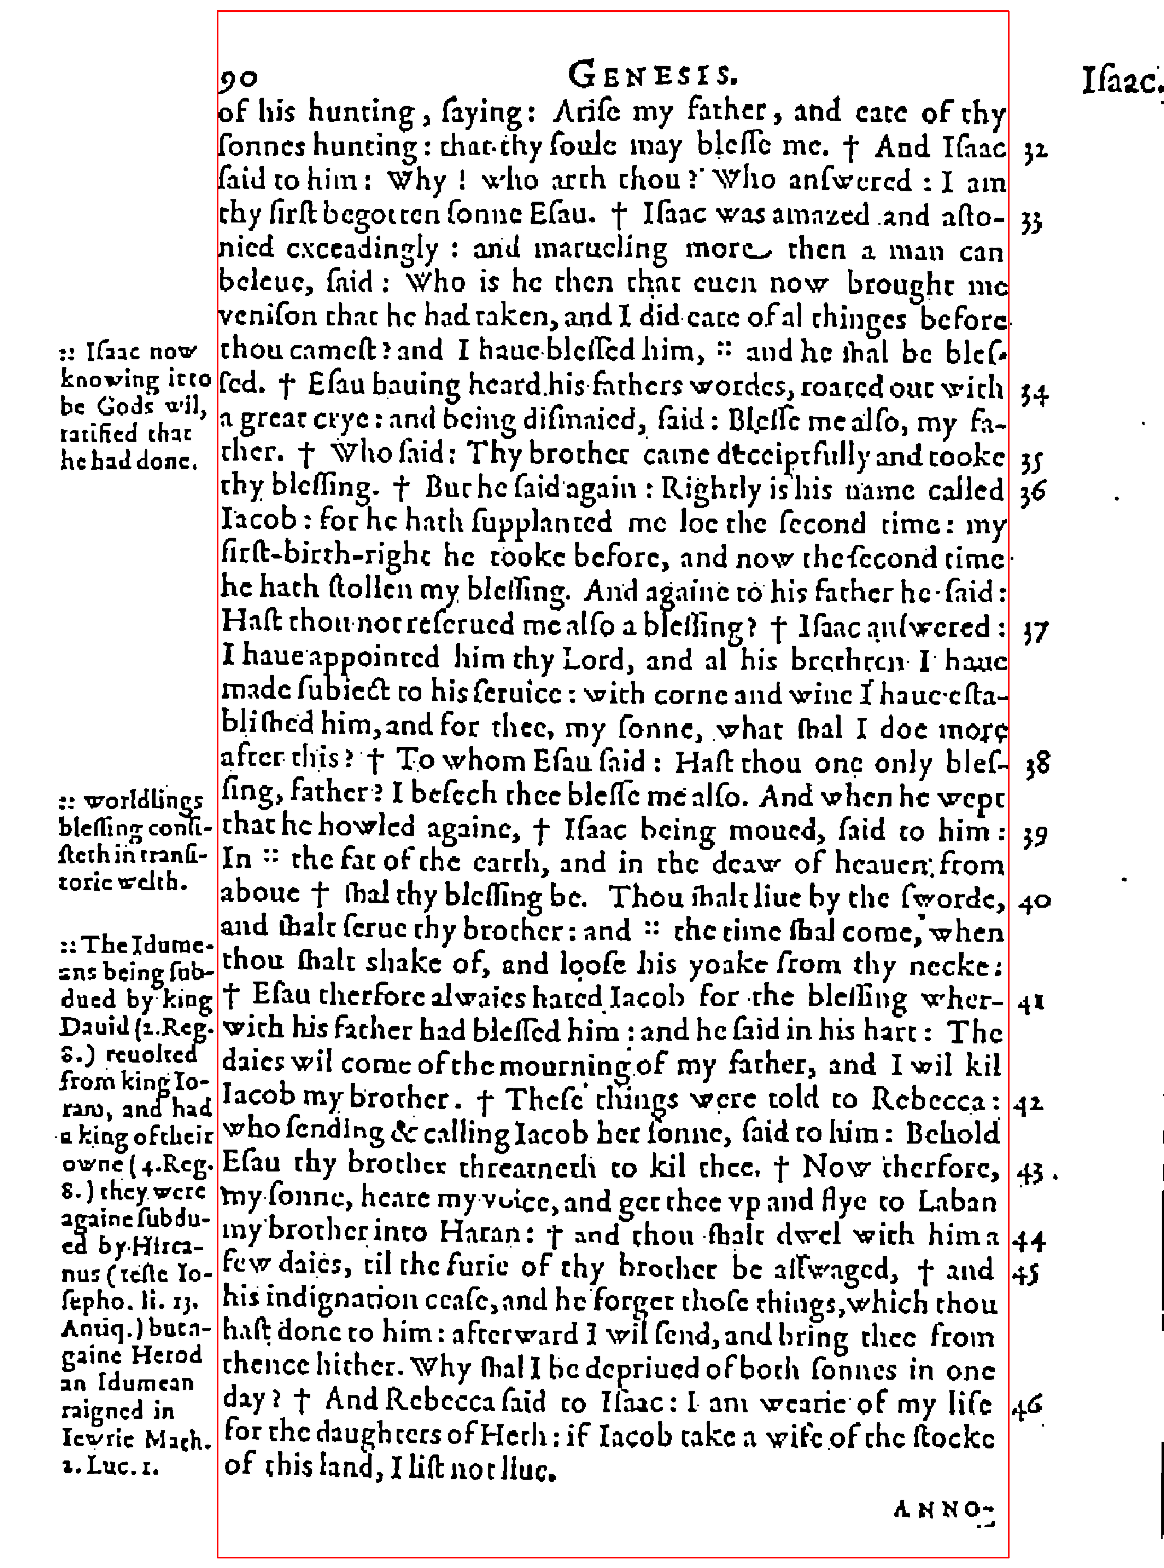 90 GENESIS. Iſaac.
of his hunting, ſaying: Ariſe my father, and eate of thy
ſonnes hunting: that thy ſoule may bleſſe me. † And Iſaac 32
ſaid to him: Why! who arth thou? Who anſwered: I am
thy firſt begotten ſonne Eſau. † Iſaac was amazed and aſto- 33
nied exceadingly: and marueling more then a man can
beleue, ſaid: Who is he then that euen now brought me
veniſon that he had taken, and I did eate of al thinges before
thou cameſt? and I haue bleſſed him, :: and he ſhal be bleſ-
ſed. † Eſau hauing heard his fathers wordes, roared out with 34
a great crye: and being diſmaied, ſaid: Bleſſe me alſo, my fa-
ther. † Who ſaid: Thy brother came deceiptfully and tooke 35
thy bleſſing. † But he ſaid again: Rightly is his name called 36
Iacob: for he hath ſupplanted me loe the ſecond time: my
firſt-birth-right he tooke before, and now the ſecond time
he hath ſtollen my bleſſing. And againe to his father he ſaid:
Haſt thou not reſerued me alſo a bleſſing? † Iſaac anſwered: 37
I haue appointed him thy Lord, and al his brethren I haue
made ſubiect to his ſeruice: with corne and wine I haue eſta-
bliſhed him, and for thee, my ſonne, what ſhal I doe more
after this? † To whom Eſau ſaid: Haſt thou one only bleſ- 38
ſing, father? I beſech thee bleſſe me alſo. And when he wept
that he howled againe, † Iſaac being moued, ſaid to him: 39
In :: the fat of the earth, and in the deaw of heauen from
aboue † ſhal thy bleſſing be. Thou ſhalt liue by the ſworde, 40
and ſhalt ſerue thy brother: and :: the time ſhal come, when
thou ſhalt shake of, and looſe his yoake from thy necke:
† Eſau therfore alwaies hated Iacob for the bleſſing wher- 41
with his father had bleſſed him: and he ſaid in his hart: The
daies wil come of the mourning of my father, and I wil kil
Iacob my brother. † Theſe things were told to Rebecca: 42
who ſending & calling Iacob her ſonne, ſaid to him: Behold
Eſau thy brother threatneth to kil thee. † Now therfore, 43
my ſonne, heare my voice, and get thee vp and flye to Laban
my brother into Haran: † and thou ſhalt dwel with him a 44
few daies, til the furie of thy brother be aſſwaged, † and 45
his indignation ceaſe, and he forget thoſe things, which thou
haſt done to him: afterward I wil ſend, and bring thee from
thence hither. Why ſhal I be depriued of both ſonnes in one
day? † And Rebecca ſaid to Iſaac: I am wearie of my life 46
for the daughters of Heth: if Iacob take a wife of the ſtocke
of this land, I liſt not liue.
ANNO-
:: Iſaac now
knowing it to
be Gods wil,
ratified that
he had done.
:: worldlings
bleſſing conſi-
ſteth in tranſi-
torie welth.
:: The Idume-
ans being ſub-
dued by king
Dauid (2. Reg.
8.) reuolted
from king Io-
ram, and had
a king of their
owne (4. Reg.
8.) they were
againe ſubdu-
ed by Hirca-
nus (teſte Io-
ſepho. li. 13.
Antiq.) but a-
gaine Herod
an Idumean
raigned in
Iewrie Math.
2. Luc. 1.